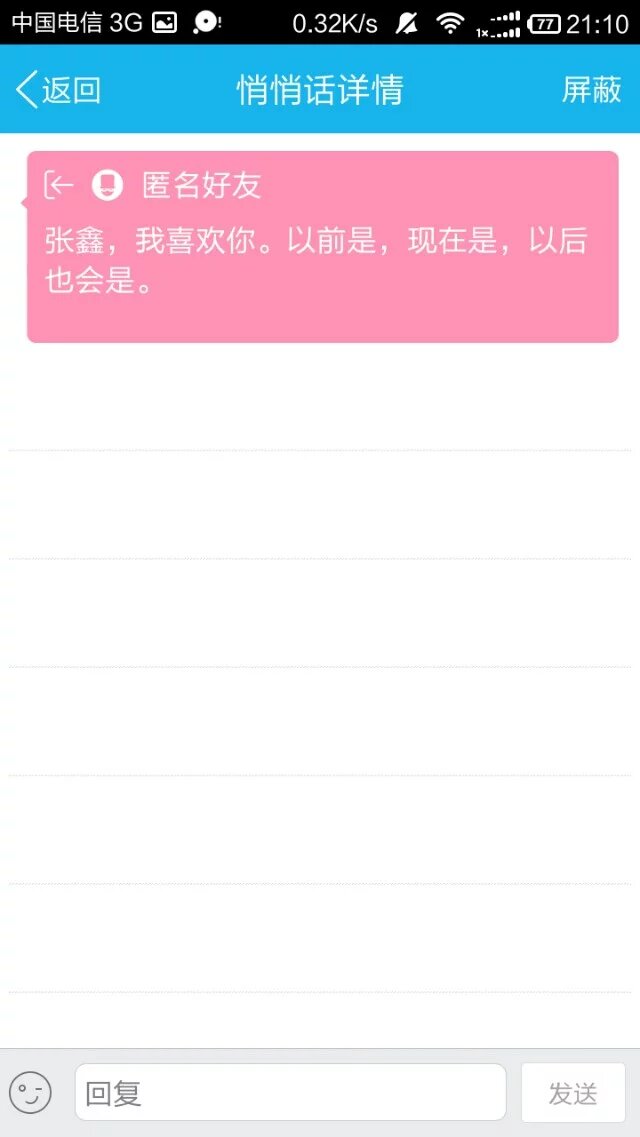 中国电信 3G 0.32K/s 1x 77 21:10
返回 悄悄话详情 屏蔽
匿名好友
张鑫，我喜欢你。以前是，现在是，以后
也会是。
回复 发送